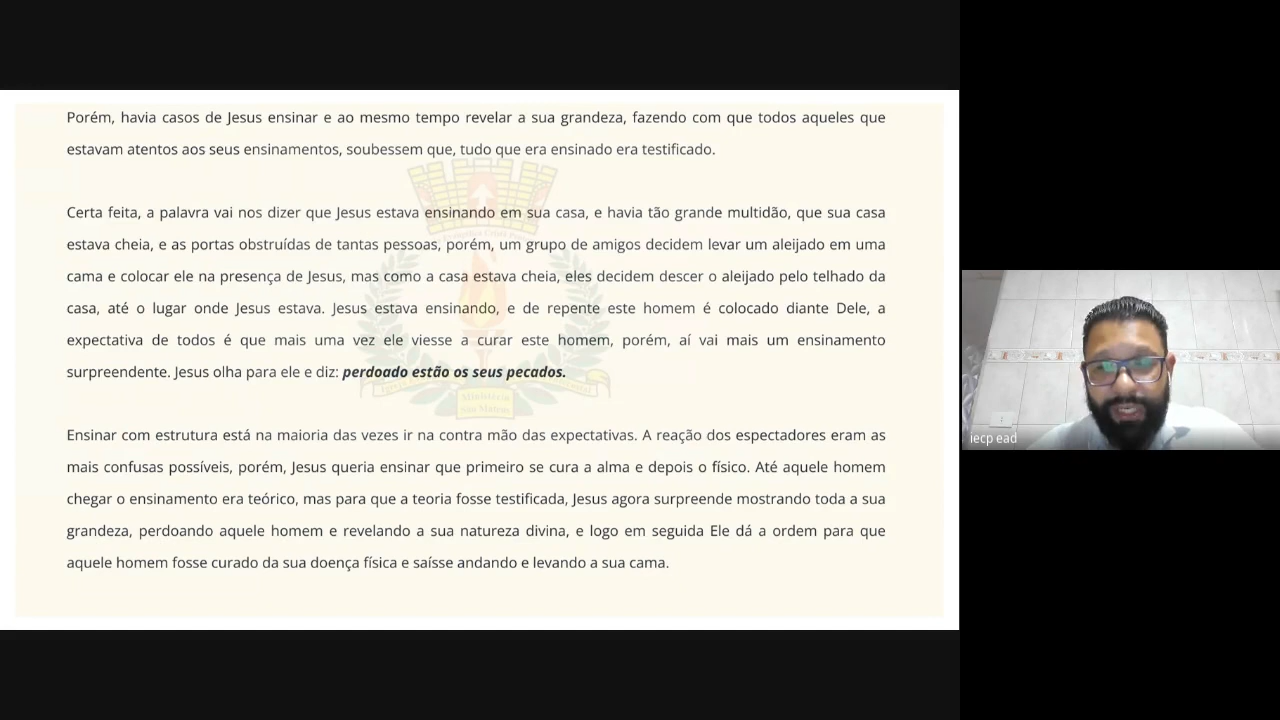 Porém, havia casos de Jesus ensinar e ao mesmo tempo revelar a sua grandeza, fazendo com que todos aqueles que
estavam atentos aos seus ensinamentos, soubessem que, tudo que era ensinado era testificado.
Certa feita, a palavra vai nos dizer que Jesus estava ensinando em sua casa, e havia tão grande multidão, que sua casa
estava cheia, e as portas obstruídas de tantas pessoas, porém, um grupo de amigos decidem levar um aleijado em uma
cama e colocar ele na presença de Jesus, mas como a casa estava cheia, eles decidem descer o aleijado pelo telhado da
casa, até o lugar onde Jesus estava. Jesus estava ensinando, e de repente este homem é colocado diante Dele, a
expectativa de todos é que mais uma vez ele viesse a curar este homem, porém, aí vai mais um ensinamento
surpreendente. Jesus olha para ele e diz: perdoado estão os seus pecados.
Ministério
São Mateus
Ensinar com estrutura está na maioria das vezes ir na contra mão das expectativas. A reação dos espectadores eram as
mais confusas possíveis, porém, Jesus queria ensinar que primeiro se cura a alma e depois o físico. Até aquele homem
chegar o ensinamento era teórico, mas para que a teoria fosse testificada, Jesus agora surpreende mostrando toda a sua
grandeza, perdoando aquele homem e revelando a sua natureza divina, e logo em seguida Ele dá a ordem para que
aquele homem fosse curado da sua doença física e saísse andando e levando a sua cama.
iecp ead